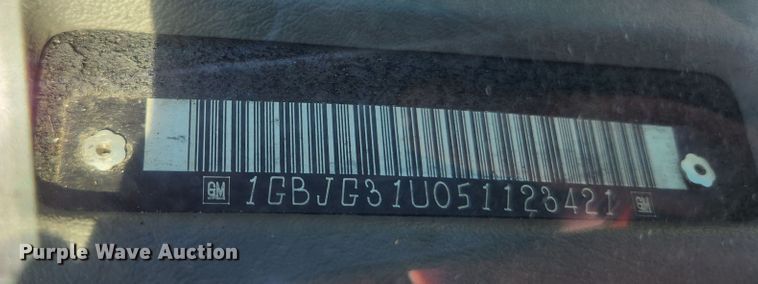 GM 1GBJG31U051123421 GM
Purple Wave Auction